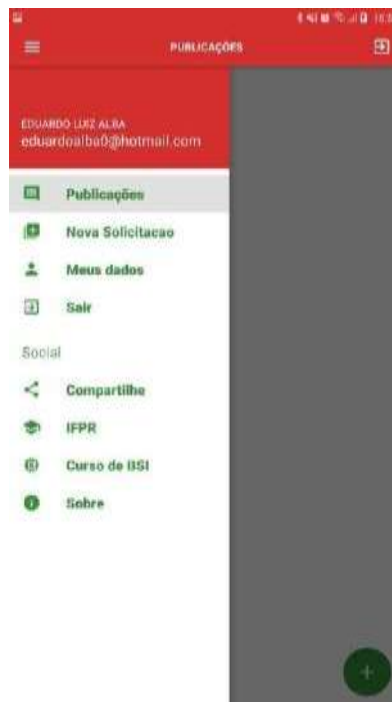 PUBLICAÇÕES
EDUARDO LUIZ ALBA
eduardoalba0@hotmail.com
Publicações
Nova Solicitacao
Meus dados
Sair
Social
Compartilhe
IFPR
Curso de BSI
Sobre